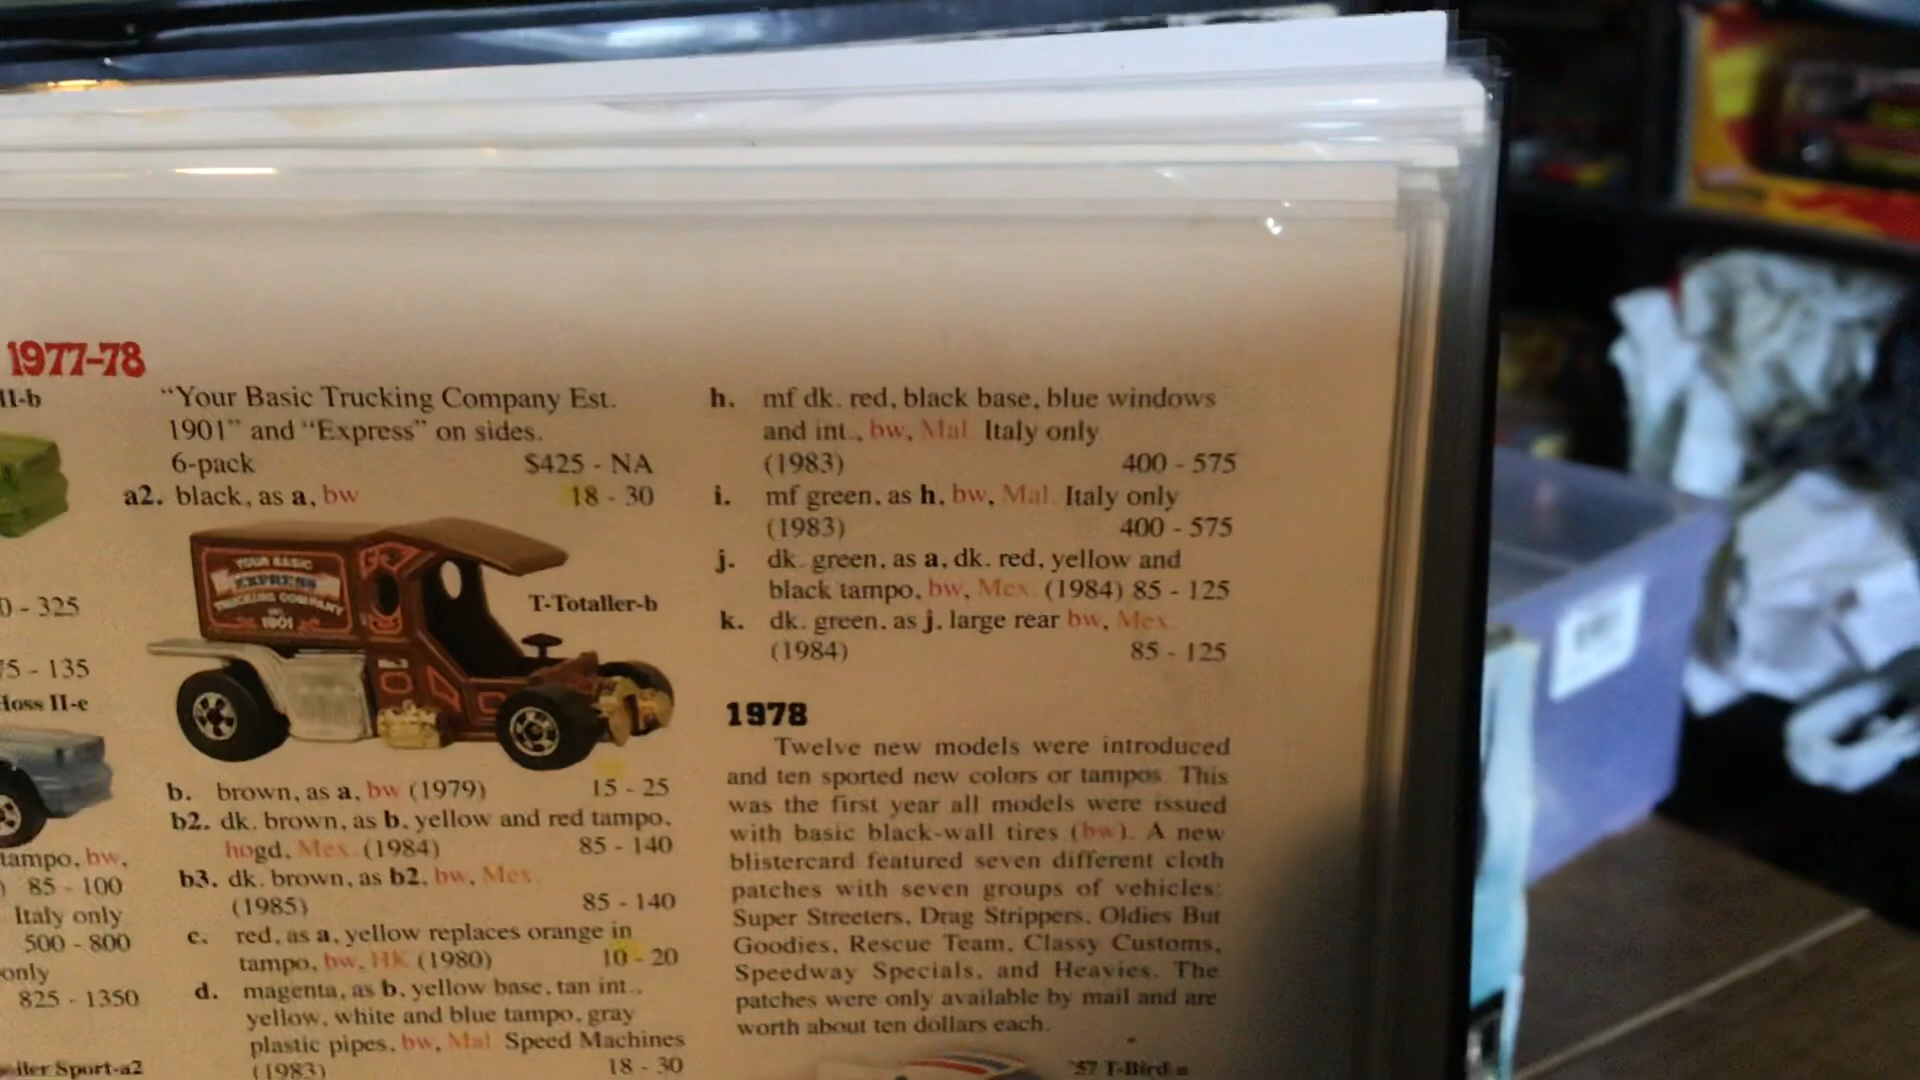 1977-78
II-b
0 - 325
75 - 135
Hoss II-e
tampo, bw,
) 85 - 100
Italy only
500 - 800
only
825 - 1350
iler Sport-a2
"Your Basic Trucking Company Est.
1901" and "Express" on sides.
6-pack $425 - NA
a2. black, as a, bw 18 - 30
YOUR BASIC
EXPRESS
TRUCKING COMPANY
1901
T-Totaller-b
b. brown, as a, bw (1979) 15 - 25
b2. dk. brown, as b, yellow and red tampo,
hogd, Mex. (1984) 85 - 140
b3. dk. brown, as b2, bw, Mex.
(1985) 85 - 140
c. red, as a, yellow replaces orange in
tampo, bw, HK (1980) 10 - 20
d. magenta, as b, yellow base, tan int.,
yellow, white and blue tampo, gray
plastic pipes, bw, Mal. Speed Machines
(1983) 18 - 30
h. mf dk. red, black base, blue windows
and int., bw, Mal. Italy only
(1983) 400 - 575
i. mf green, as h, bw, Mal. Italy only
(1983) 400 - 575
j. dk. green, as a, dk. red, yellow and
black tampo, bw, Mex. (1984) 85 - 125
k. dk. green, as j, large rear bw, Mex.
(1984) 85 - 125
1978
Twelve new models were introduced
and ten sported new colors or tampos. This
was the first year all models were issued
with basic black-wall tires (bw). A new
blistercard featured seven different cloth
patches with seven groups of vehicles:
Super Streeters, Drag Strippers, Oldies But
Goodies, Rescue Team, Classy Customs,
Speedway Specials, and Heavies. The
patches were only available by mail and are
worth about ten dollars each.
'57 T-Bird-a